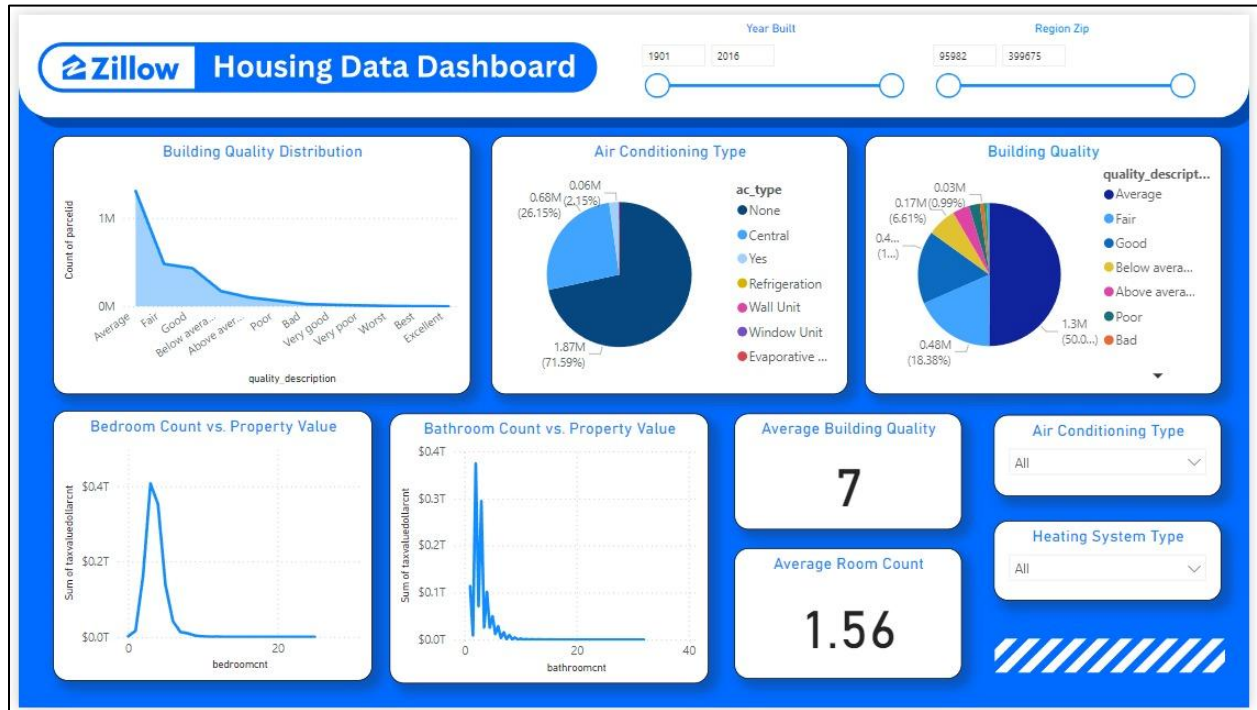 Zillow
Housing Data Dashboard
Year Built
1901
2016
Region Zip
95982
399675
Building Quality Distribution
Count of parcelid
1M
0M
Average
Fair
Good
Below avera...
Above aver...
Poor
Bad
Very good
Very poor
Worst
Best
Excellent
quality_description
Air Conditioning Type
0.06M
(2.15%)
0.68M
(26.15%)
1.87M
(71.59%)
ac_type
None
Central
Yes
Refrigeration
Wall Unit
Window Unit
Evaporative ...
Building Quality
0.03M
(0.99%)
0.17M
(6.61%)
0.4...
(1...)
0.48M
(18.38%)
1.3M
(50.0...)
quality_descript...
Average
Fair
Good
Below avera...
Above avera...
Poor
Bad
Bedroom Count vs. Property Value
Sum of taxvaluedollarcnt
$0.4T
$0.2T
$0.0T
0
20
bedroomcnt
Bathroom Count vs. Property Value
Sum of taxvaluedollarcnt
$0.4T
$0.3T
$0.2T
$0.1T
$0.0T
0
20
40
bathroomcnt
Average Building Quality
7
Average Room Count
1.56
Air Conditioning Type
All
Heating System Type
All